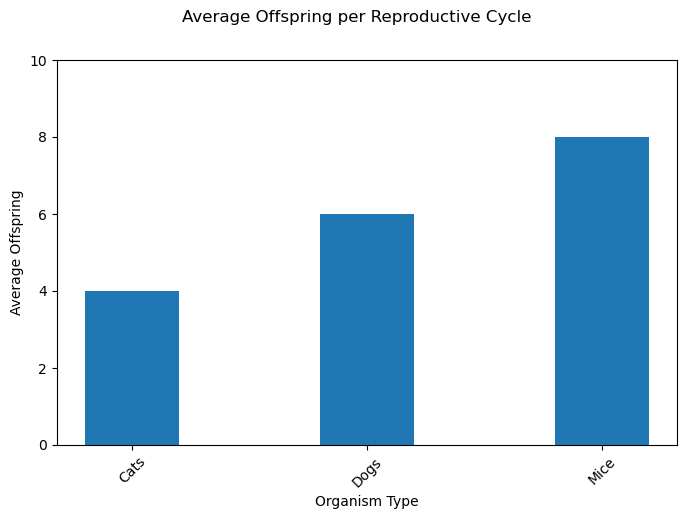 Average Offspring per Reproductive Cycle
10
8
6
4
2
0
Average Offspring
Cats
Dogs
Mice
Organism Type